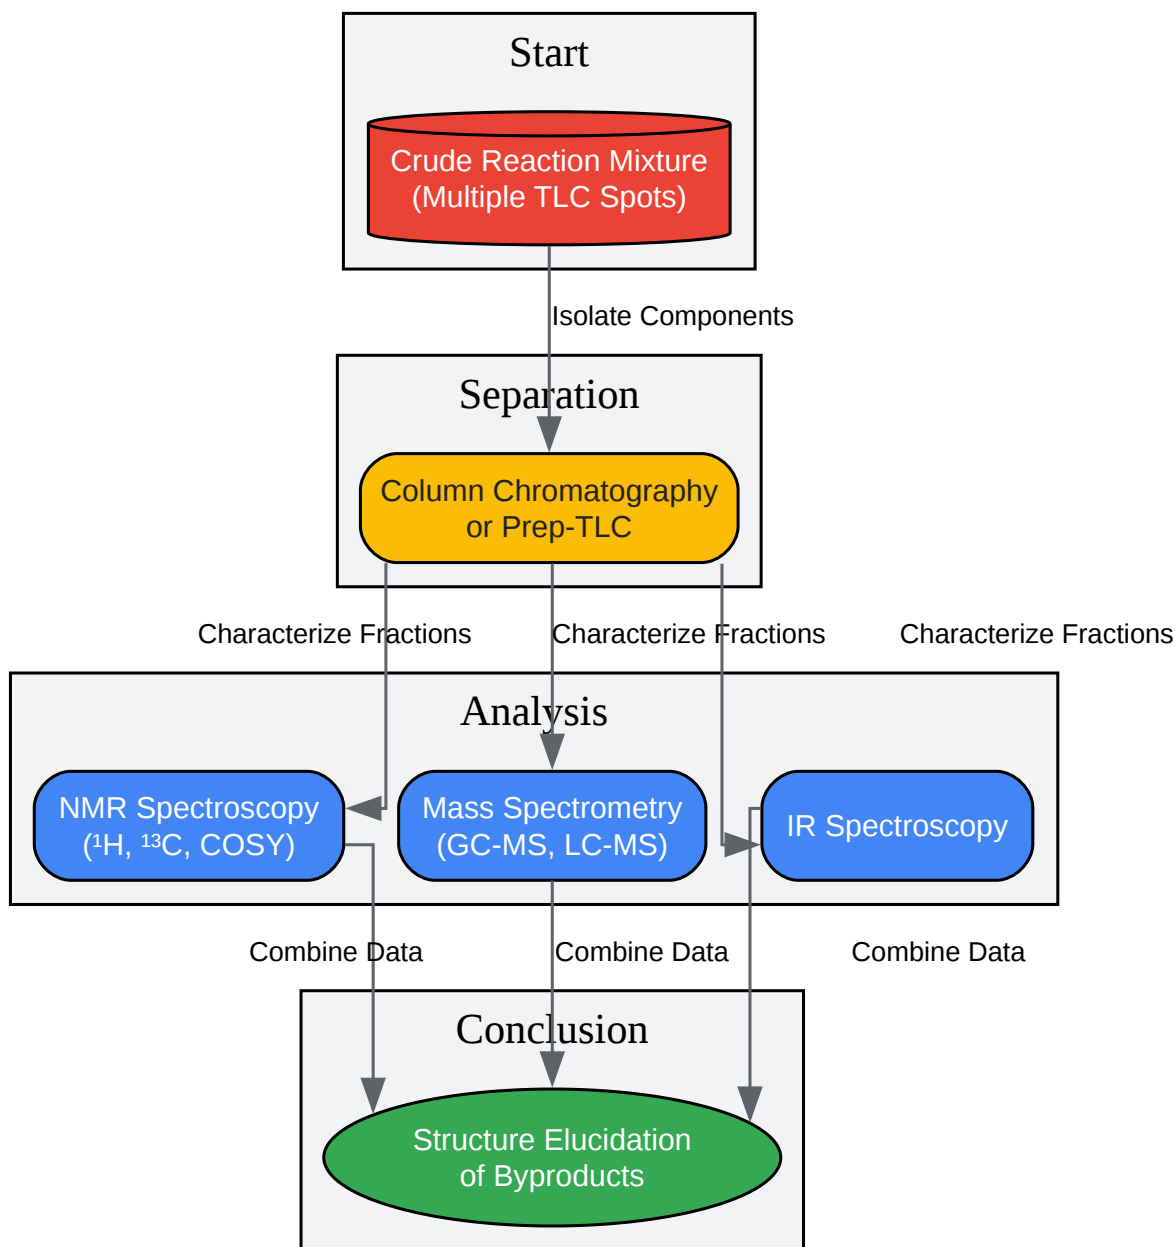 Start
Crude Reaction Mixture
(Multiple TLC Spots)
Isolate Components
Separation
Column Chromatography
or Prep-TLC
Characterize Fractions
Characterize Fractions
Characterize Fractions
Analysis
NMR Spectroscopy
(¹H, ¹³C, COSY)
Mass Spectrometry
(GC-MS, LC-MS)
IR Spectroscopy
Combine Data
Combine Data
Combine Data
Conclusion
Structure Elucidation
of Byproducts